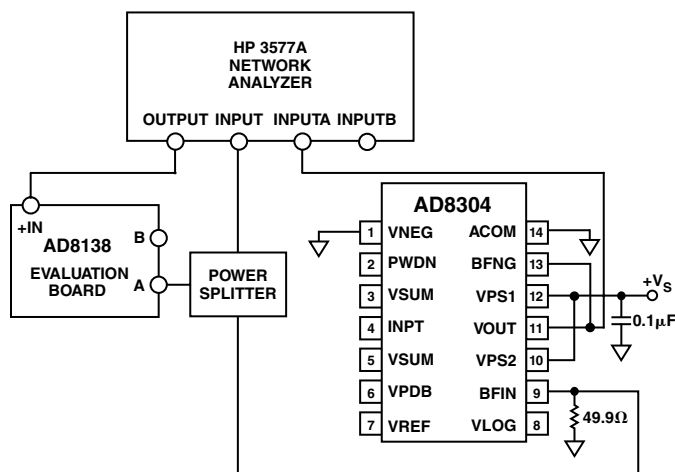 HP 3577A
NETWORK
ANALYZER
OUTPUT INPUT INPUTA INPUTB
+IN
AD8138
EVALUATION
BOARD
B
A
POWER
SPLITTER
AD8304
1 VNEG ACOM 14
2 PWDN BFNG 13
3 VSUM VPS1 12
4 INPT VOUT 11
5 VSUM VPS2 10
6 VPDB BFIN 9
7 VREF VLOG 8
+VS
0.1µF
49.9Ω